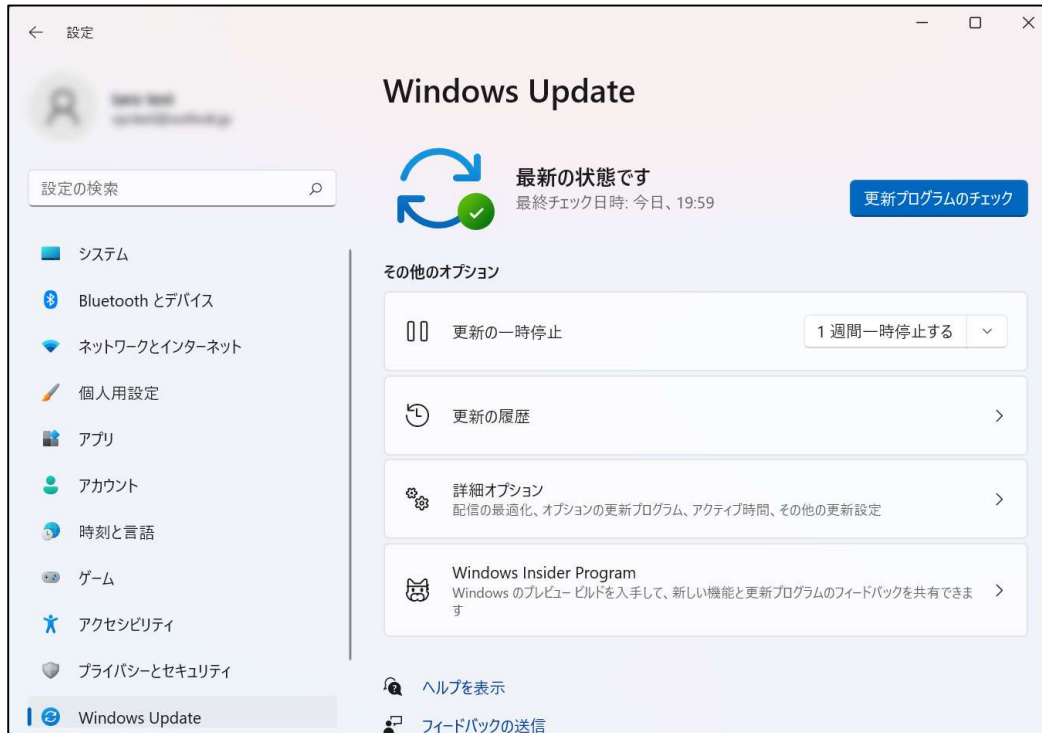 設定
設定の検索
システム
Bluetooth とデバイス
ネットワークとインターネット
個人用設定
アプリ
アカウント
時刻と言語
ゲーム
アクセシビリティ
プライバシーとセキュリティ
Windows Update
Windows Update
最新の状態です
最終チェック日時: 今日、19:59
更新プログラムのチェック
その他のオプション
更新の一時停止
1 週間一時停止する
更新の履歴
詳細オプション
配信の最適化、オプションの更新プログラム、アクティブ時間、その他の更新設定
Windows Insider Program
Windows のプレビュー ビルドを入手して、新しい機能と更新プログラムのフィードバックを共有できま
す
ヘルプを表示
フィードバックの送信